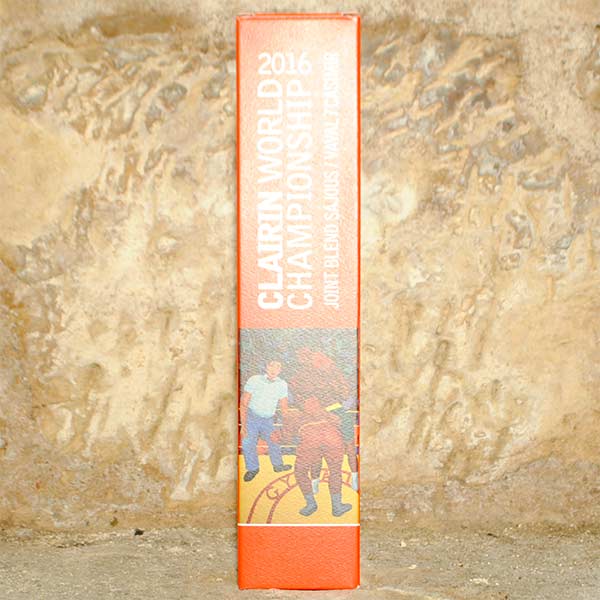 2016
CLAIRIN WORLD
CHAMPIONSHIP
JOINT BLEND SAJOUS / VAVAL / CASIMIR